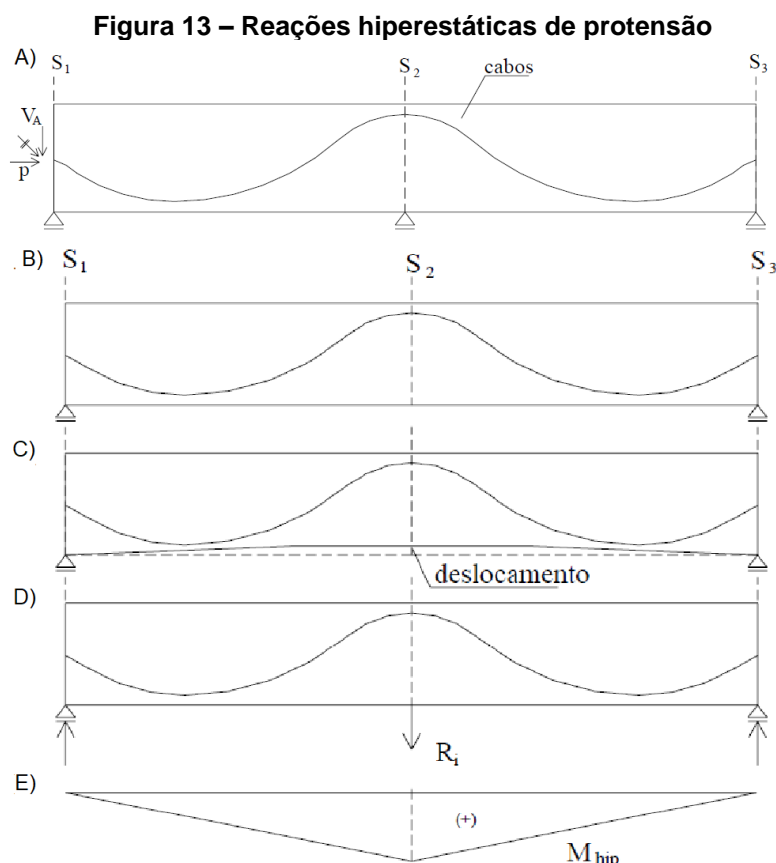 Figura 13 – Reações hiperestáticas de protensão
A)
S1 S2 S3
cabos
VA
p
. B) S1 S2 S3
C)
deslocamento
D)
Ri
E)
(+)
Mhip